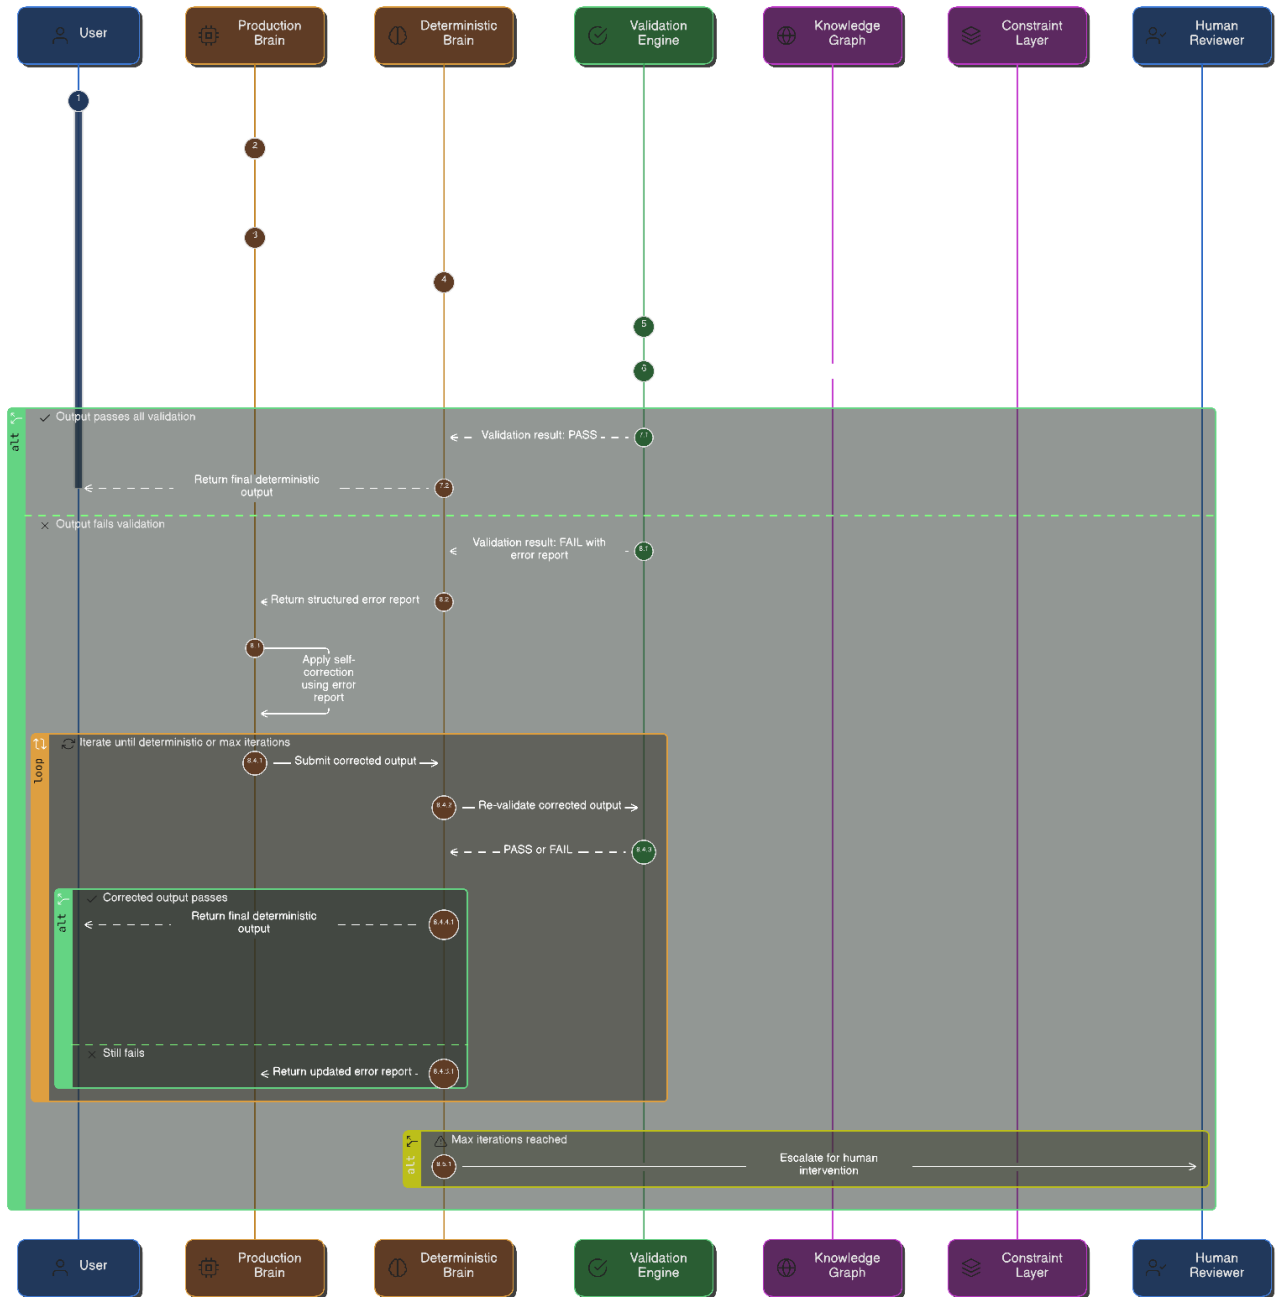 User
Production
Brain
Deterministic
Brain
Validation
Engine
Knowledge
Graph
Constraint
Layer
Human
Reviewer
1
2
3
4
5
6
alt
Output passes all validation
Validation result: PASS
7.1
Return final deterministic
output
7.2
Output fails validation
Validation result: FAIL with
error report
8.1
Return structured error report
8.2
Apply self-
correction
using error
report
loop
Iterate until deterministic or max iterations
8.4.1
Submit corrected output
8.4.2
Re-validate corrected output
PASS or FAIL
8.4.3
alt
Corrected output passes
Return final deterministic
output
8.4.4.1
Still fails
Return updated error report
8.4.5.1
alt
Max iterations reached
Escalate for human
intervention
User
Production
Brain
Deterministic
Brain
Validation
Engine
Knowledge
Graph
Constraint
Layer
Human
Reviewer